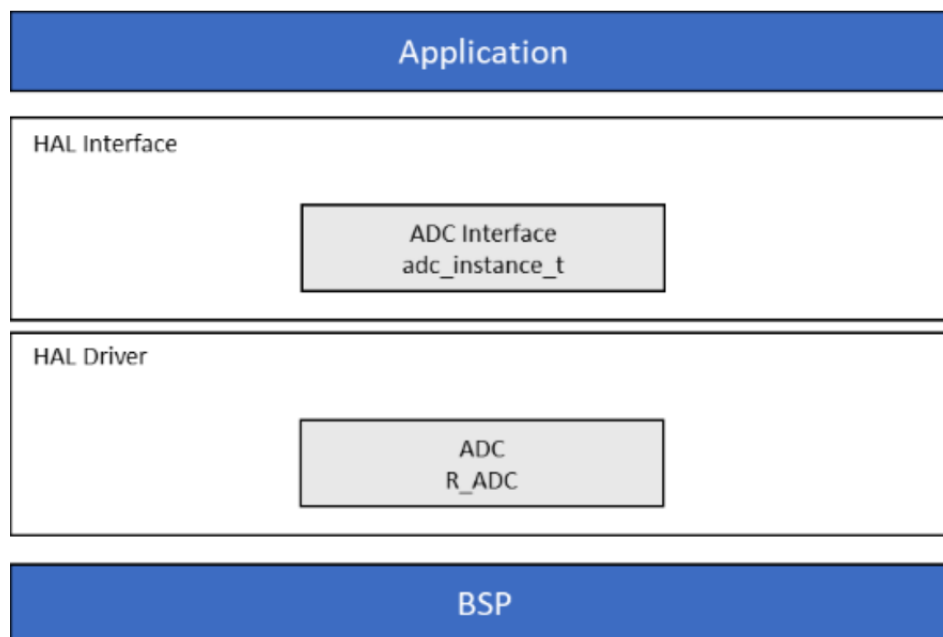 Application
HAL Interface
ADC Interface
adc_instance_t
HAL Driver
ADC
R_ADC
BSP